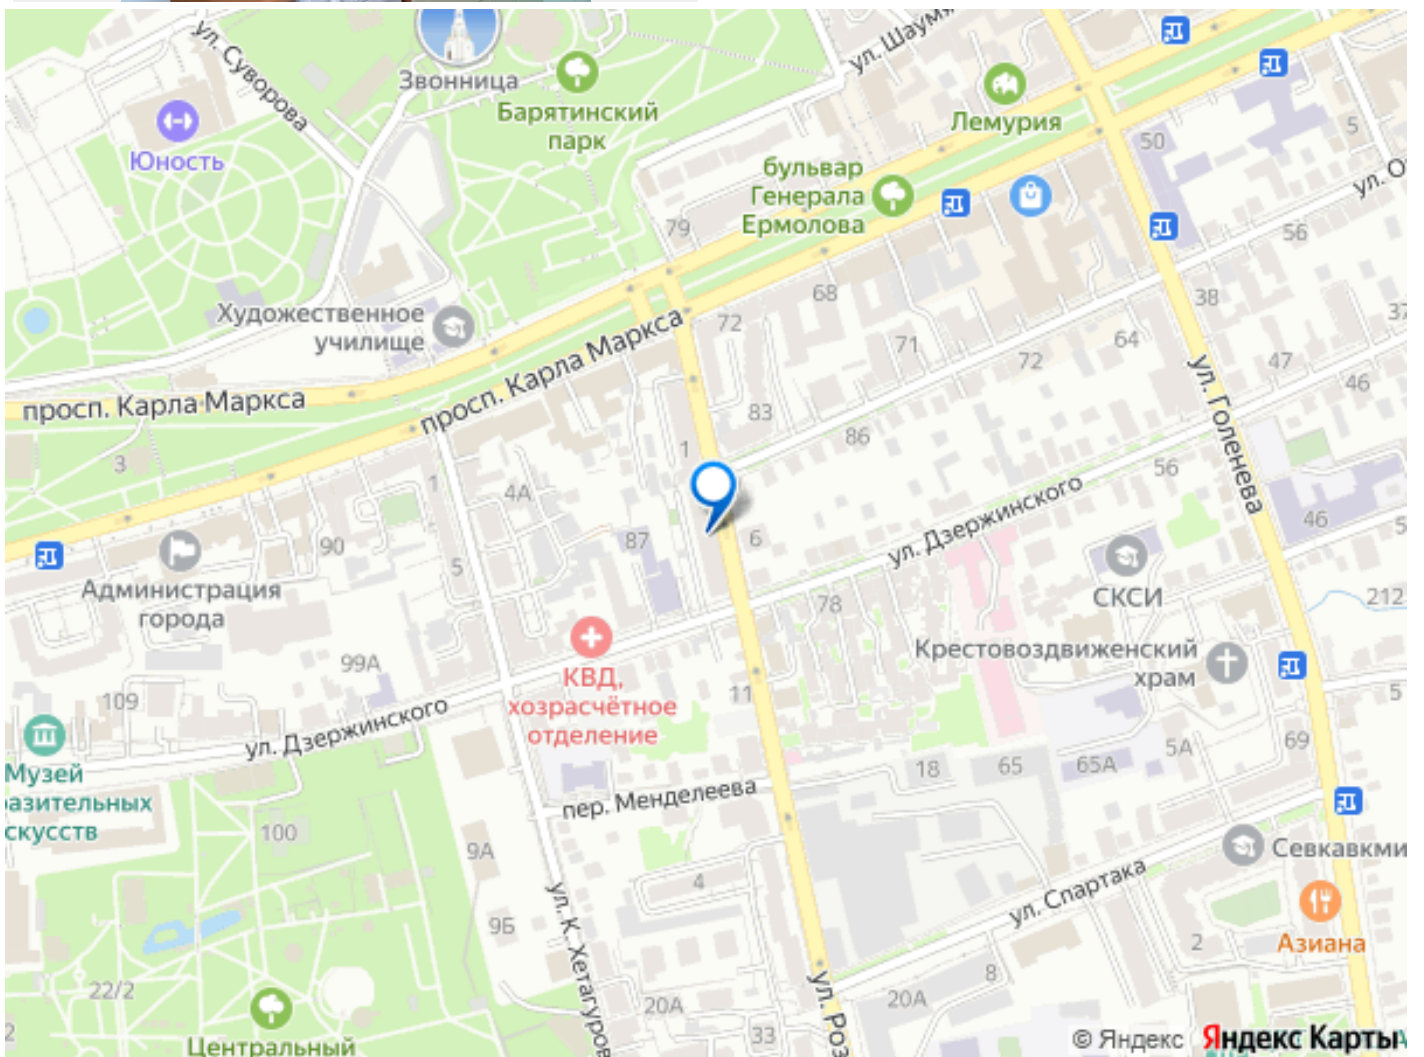 ул. Суворова
Звонница
Барятинский
парк
ул. Шаумя
Лемурия
50
5
Юность
бульвар
Генерала
Ермолова
ул. О
79
56
Художественное
училище
68
38
37
72
71
64
72
47
46
просп. Карла Маркса
просп. Карла Маркса
83
ул. Голенева
86
1
3
1
4А
56
46
5
90
87
6
ул. Дзержинского
Администрация
города
5
СКСИ
212
78
КВД,
хозрасчётное
отделение
99А
Крестовоздвиженский
храм
109
11
5
ул. Дзержинского
Музей
азительных
скусств
5А
69
18
65
65А
пер. Менделеева
100
9А
Севкавкми
4
ул. Спартака
9Б
ул. К. Хетагуров
Азиана
2
8
22/2
2
20А
20А
ул. Роз
33
Центральный
© Яндекс
Яндекс Карты